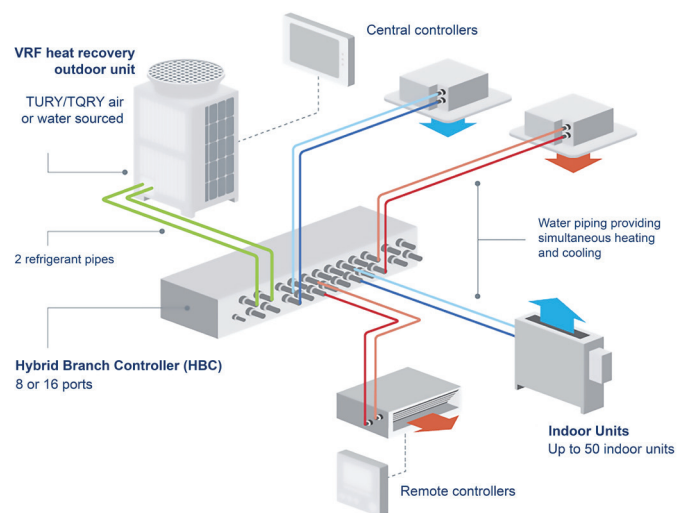 VRF heat recovery
outdoor unit
TURY/TQRY air
or water sourced
Central controllers
2 refrigerant pipes
Water piping providing
simultaneous heating
and cooling
Hybrid Branch Controller (HBC)
8 or 16 ports
Indoor Units
Up to 50 indoor units
Remote controllers